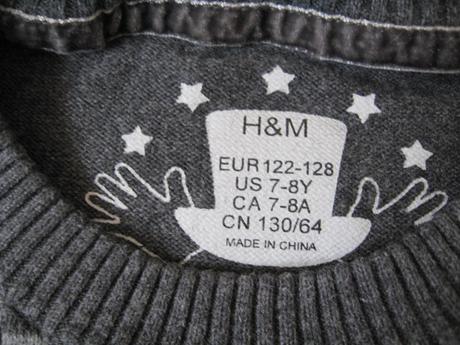 H&M
EUR 122-128
US 7-8Y
CA 7-8A
CN 130/64
MADE IN CHINA